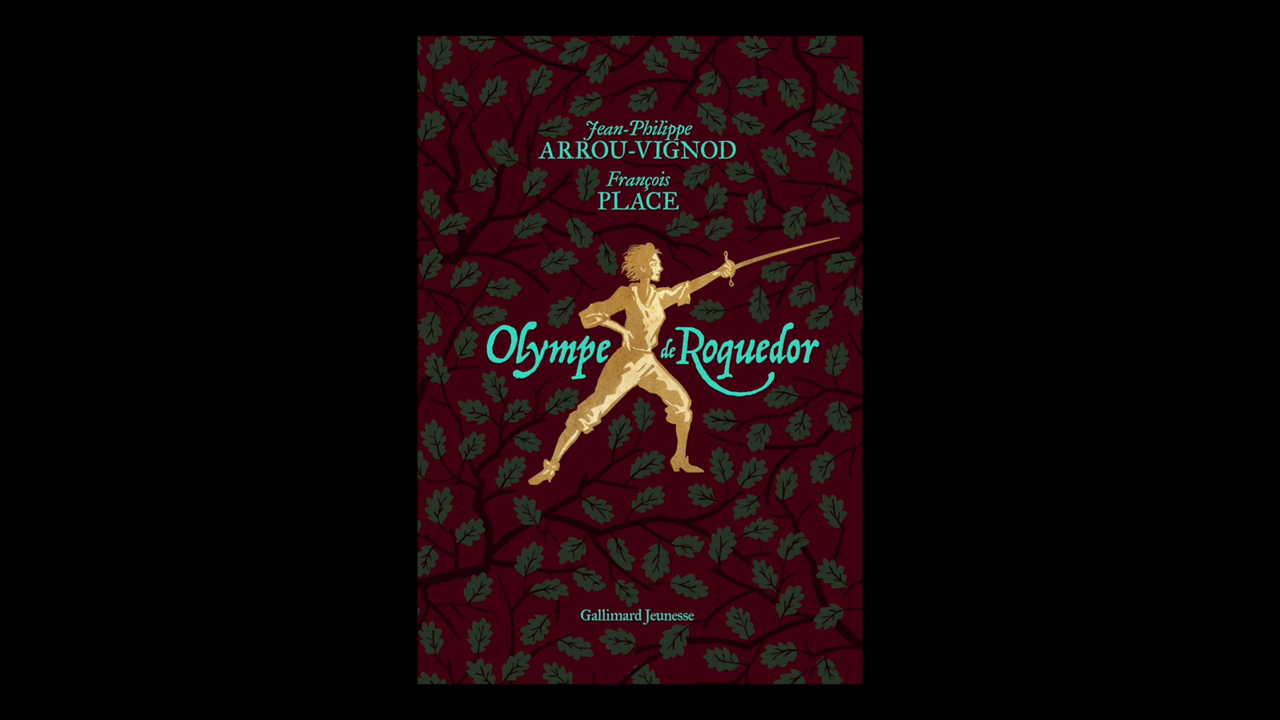 Jean-Philippe
ARROU-VIGNOD
François
PLACE
Olympe de Roquedor
Gallimard Jeunesse